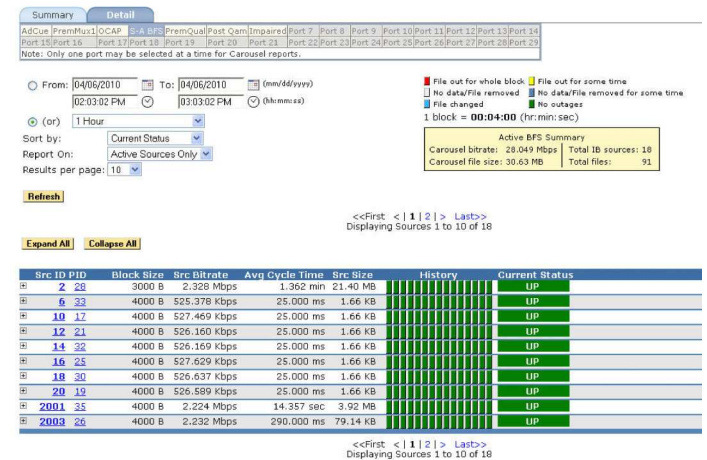 Summary Detail
AdCue PremMux1 OCAP S-A BFS PremQual Post Qam Impaired Port 7 Port 8 Port 9 Port 10 Port 11 Port 12 Port 13 Port 14
Port 15 Port 16 Port 17 Port 18 Port 19 Port 20 Port 21 Port 22 Port 23 Port 24 Port 25 Port 26 Port 27 Port 28 Port 29
Note: Only one port may be selected at a time for Carousel reports.
From: 04/06/2010 To: 04/06/2010 (mm/dd/yyyy)
02:03:02 PM 03:03:02 PM (hh:mm:ss)
(or) 1 Hour
Sort by: Current Status
Report On: Active Sources Only
Results per page: 10
Refresh
File out for whole block File out for some time
No data/File removed No data/File removed for some time
File changed No outages
1 block = 00:04:00 (hr:min:sec)
Active BFS Summary
Carousel bitrate: 28.049 Mbps Total IB sources: 18
Carousel file size: 30.63 MB Total files: 91
<<First < | 1 | 2 | > Last>>
Displaying Sources 1 to 10 of 18
Expand All Collapse All
Src ID PID Block Size Src Bitrate Avg Cycle Time Src Size History Current Status
2 28 3000 B 2.328 Mbps 1.362 min 21.40 MB UP
6 33 4000 B 525.378 Kbps 25.000 ms 1.66 KB UP
10 17 4000 B 527.469 Kbps 25.000 ms 1.66 KB UP
12 21 4000 B 526.160 Kbps 25.000 ms 1.66 KB UP
14 32 4000 B 526.169 Kbps 25.000 ms 1.66 KB UP
16 25 4000 B 527.629 Kbps 25.000 ms 1.66 KB UP
18 30 4000 B 526.637 Kbps 25.000 ms 1.66 KB UP
20 19 4000 B 526.589 Kbps 25.000 ms 1.66 KB UP
2001 35 4000 B 2.224 Mbps 14.357 sec 3.92 MB UP
2003 26 4000 B 2.232 Mbps 290.000 ms 79.14 KB UP
<<First < | 1 | 2 | > Last>>
Displaying Sources 1 to 10 of 18